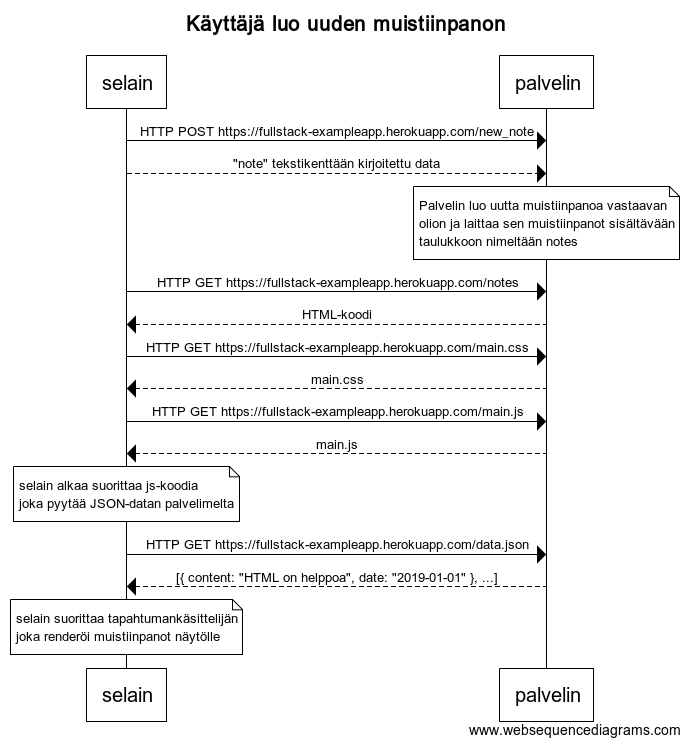 Käyttäjä luo uuden muistiinpanon
selain
palvelin
HTTP POST https://fullstack-exampleapp.herokuapp.com/new_note
"note" tekstikenttään kirjoitettu data
Palvelin luo uutta muistiinpanoa vastaavan
olion ja laittaa sen muistiinpanot sisältävään
taulukkoon nimeltään notes
HTTP GET https://fullstack-exampleapp.herokuapp.com/notes
HTML-koodi
HTTP GET https://fullstack-exampleapp.herokuapp.com/main.css
main.css
HTTP GET https://fullstack-exampleapp.herokuapp.com/main.js
main.js
selain alkaa suorittaa js-koodia
joka pyytää JSON-datan palvelimelta
HTTP GET https://fullstack-exampleapp.herokuapp.com/data.json
[{ content: "HTML on helppoa", date: "2019-01-01" }, ...]
selain suorittaa tapahtumankäsittelijän
joka renderöi muistiinpanot näytölle
selain
palvelin
www.websequencediagrams.com